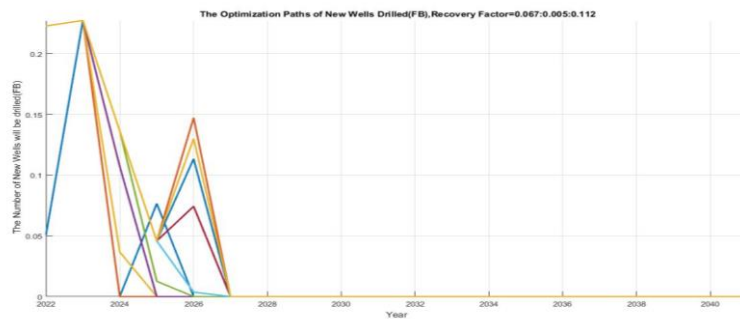 The Optimization Paths of New Wells Drilled(FB),Recovery Factor=0.067:0.005:0.112
The Number of New Wells will be drilled(FB)
0.2
0.15
0.1
0.05
0
2022 2024 2026 2028 2030 2032 2034 2036 2038 2040
Year